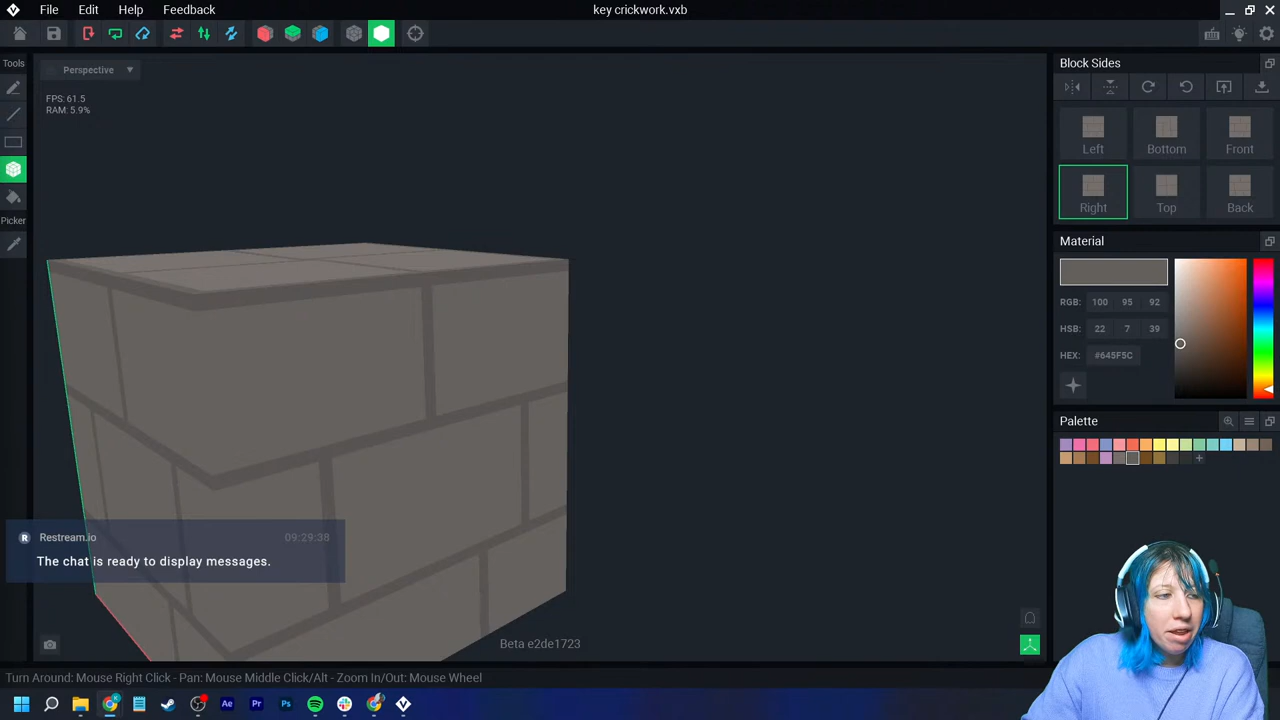 File Edit Help Feedback key crickwork.vxb
Tools
Perspective
FPS: 61.5
RAM: 5.9%
Picker
Block Sides
Left Bottom Front
Right Top Back
Material
RGB: 100 95 92
HSB: 22 7 39
HEX: #645F5C
Palette
R Restream.io 09:29:38
The chat is ready to display messages.
Beta e2de1723
Turn Around: Mouse Right Click - Pan: Mouse Middle Click/Alt - Zoom In/Out: Mouse Wheel
Ae Pr Ps